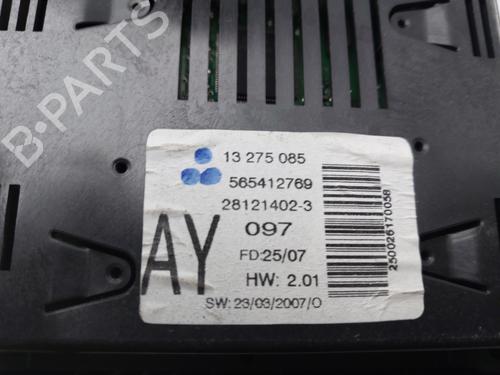 B-PARTS
13 275 085
565412769
28121402-3
097
AY
FD:25/07
HW: 2.01
SW: 23/03/2007/O
250026170058